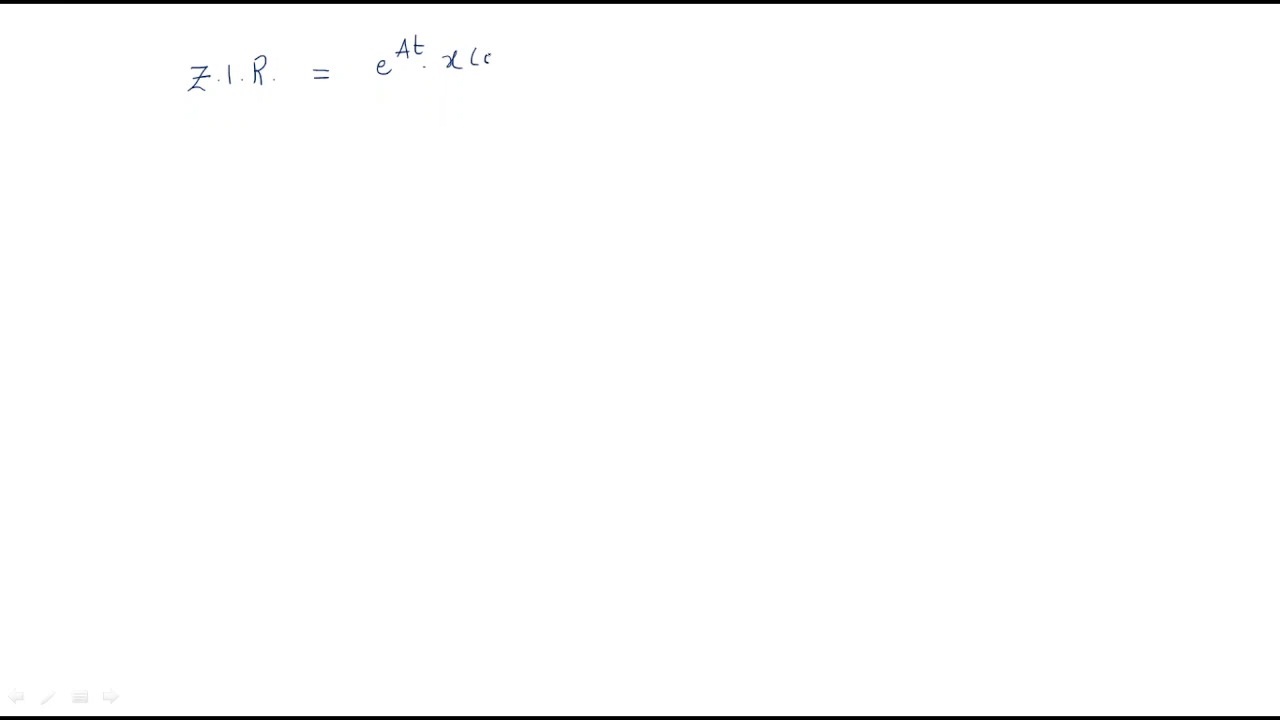 Z.I.R. = e^{At}. x(